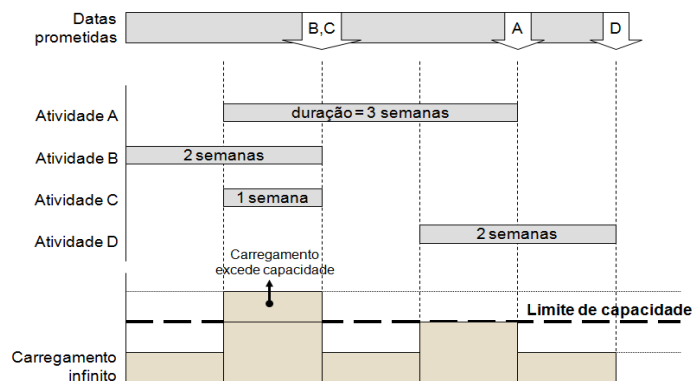 Datas
prometidas
B,C
A
D
Atividade A
duração = 3 semanas
Atividade B
2 semanas
Atividade C
1 semana
Atividade D
2 semanas
Carregamento
excede capacidade
Limite de capacidade
Carregamento
infinito